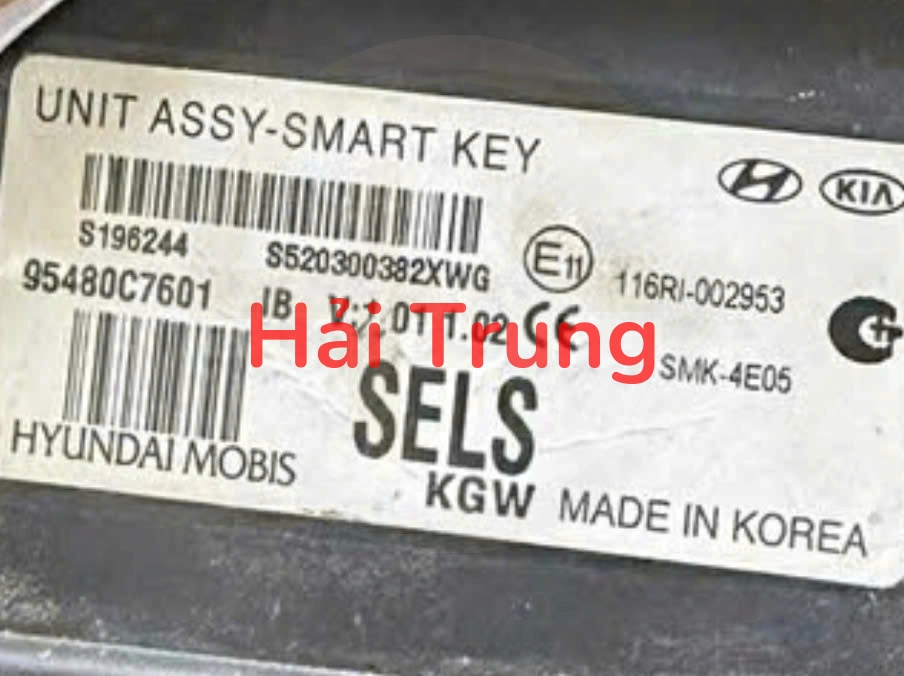 UNIT ASSY-SMART KEY
KIA
S196244 S520300382XWG
E11 116RI-002953
95480C7601 IB
Hải Trung
SMK-4E05
SELS
HYUNDAI MOBIS
KGW MADE IN KOREA